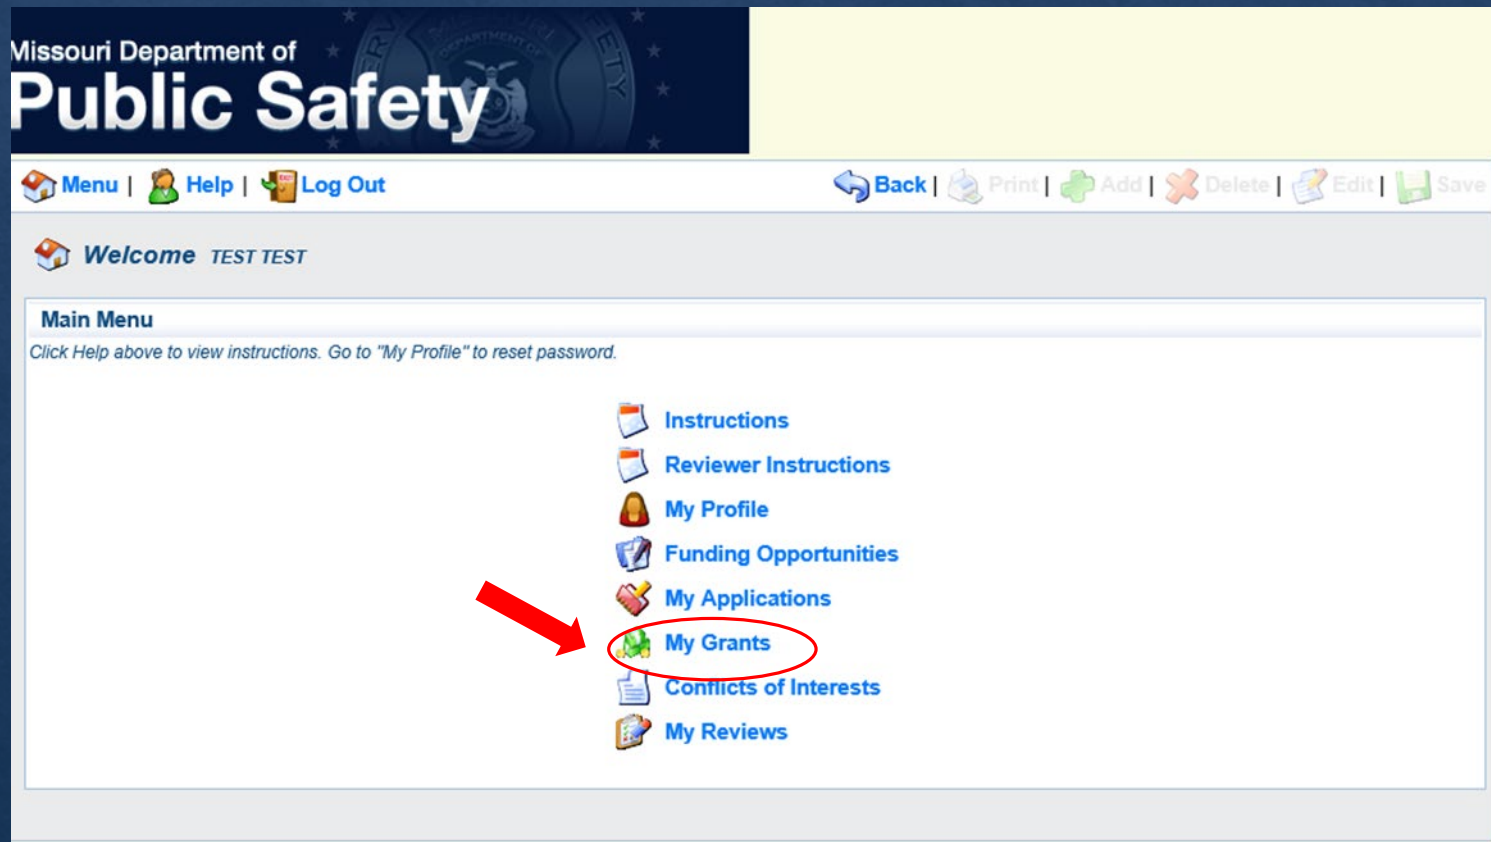 Missouri Department of
Public Safety
Menu | Help | Log Out
Back | Print | Add | Delete | Edit | Save
Welcome TEST TEST
Main Menu
Click Help above to view instructions. Go to "My Profile" to reset password.
Instructions
Reviewer Instructions
My Profile
Funding Opportunities
My Applications
My Grants
Conflicts of Interests
My Reviews